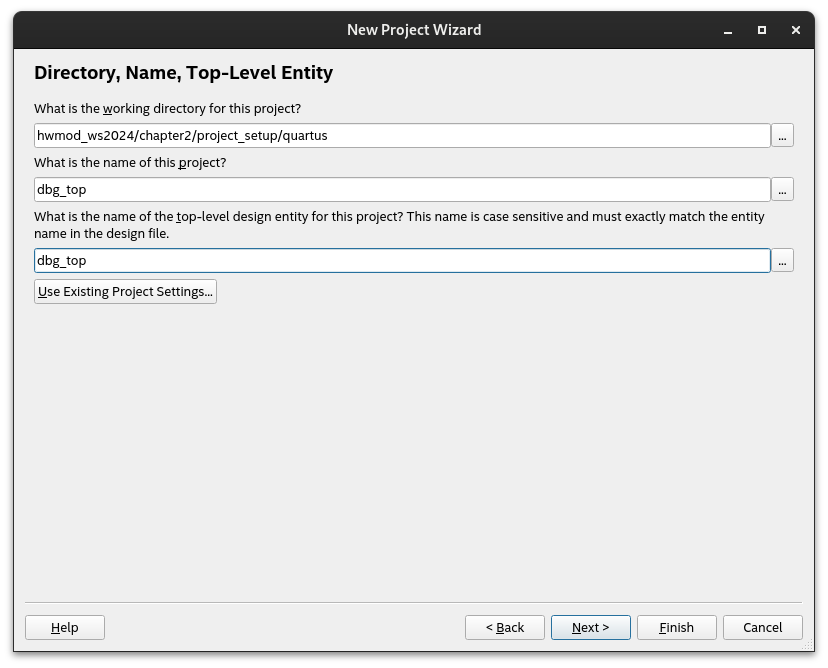 New Project Wizard
Directory, Name, Top-Level Entity
What is the working directory for this project?
hwmod_ws2024/chapter2/project_setup/quartus
...
What is the name of this project?
dbg_top
...
What is the name of the top-level design entity for this project? This name is case sensitive and must exactly match the entity
name in the design file.
dbg_top
...
Use Existing Project Settings...
Help
< Back
Next >
Finish
Cancel